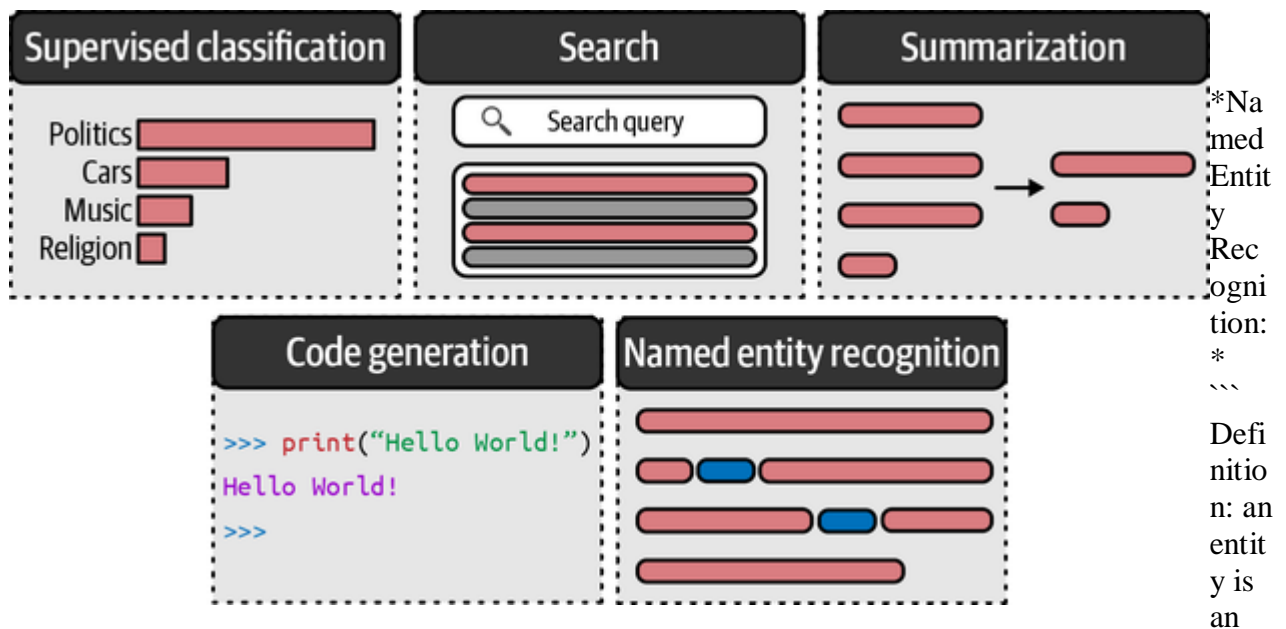 Supervised classification
Politics
Cars
Music
Religion
Search
Search query
Summarization
Code generation
>>> print(“Hello World!”)
Hello World!
>>>
Named entity recognition
*Na
med
Entit
y
Rec
ogni
tion:
*
```
Defi
nitio
n: an
entit
y is
an